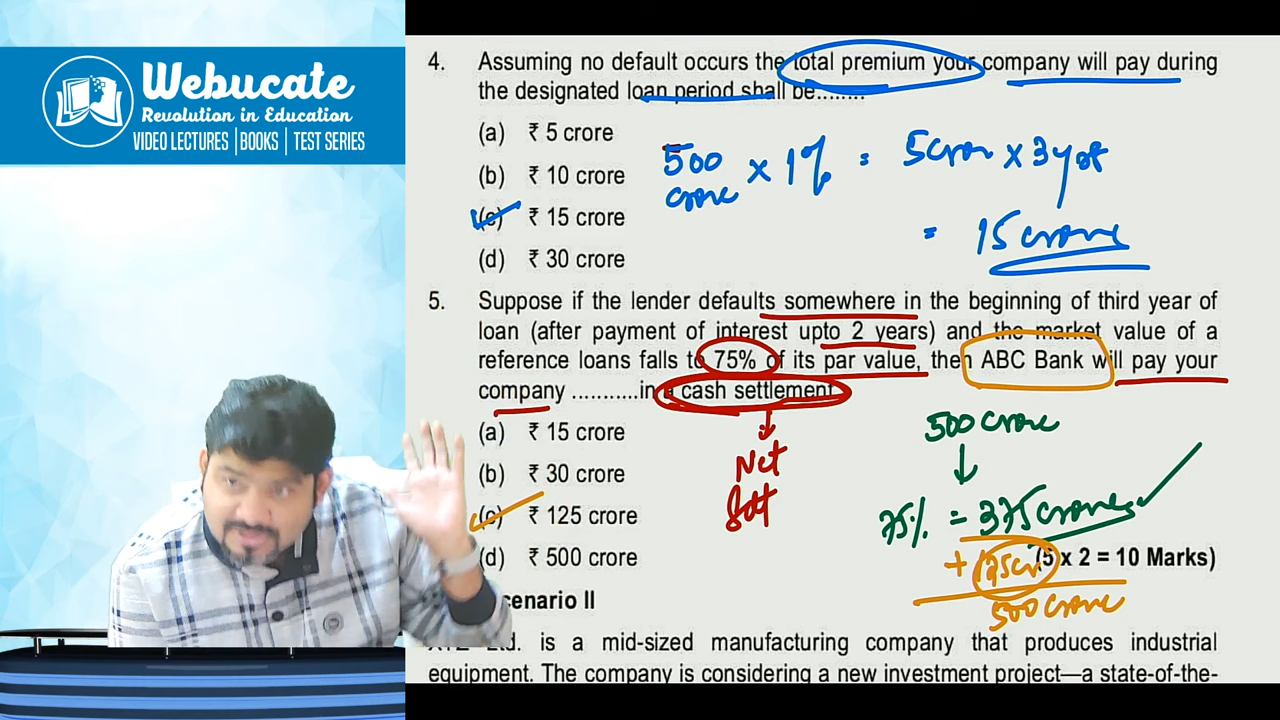 Webucate
Revolution in Education
VIDEO LECTURES | BOOKS | TEST SERIES
4. Assuming no default occurs the total premium your company will pay during
the designated loan period shall be........
(a) ₹ 5 crore
(b) ₹ 10 crore
(c) ₹ 15 crore
(d) ₹ 30 crore
500 crore × 1% = 5 crore × 3 yrs
= 15 crores
5. Suppose if the lender defaults somewhere in the beginning of third year of
loan (after payment of interest upto 2 years) and the market value of a
reference loans falls to 75% of its par value, then ABC Bank will pay your
company ...........in a cash settlement
(a) ₹ 15 crore
(b) ₹ 30 crore
(c) ₹ 125 crore
(d) ₹ 500 crore
Net
500 crore
75% = 375 crores
+ 125 cr
500 crore
(5 x 2 = 10 Marks)
cenario II
Ltd. is a mid-sized manufacturing company that produces industrial
equipment. The company is considering a new investment project—a state-of-the-